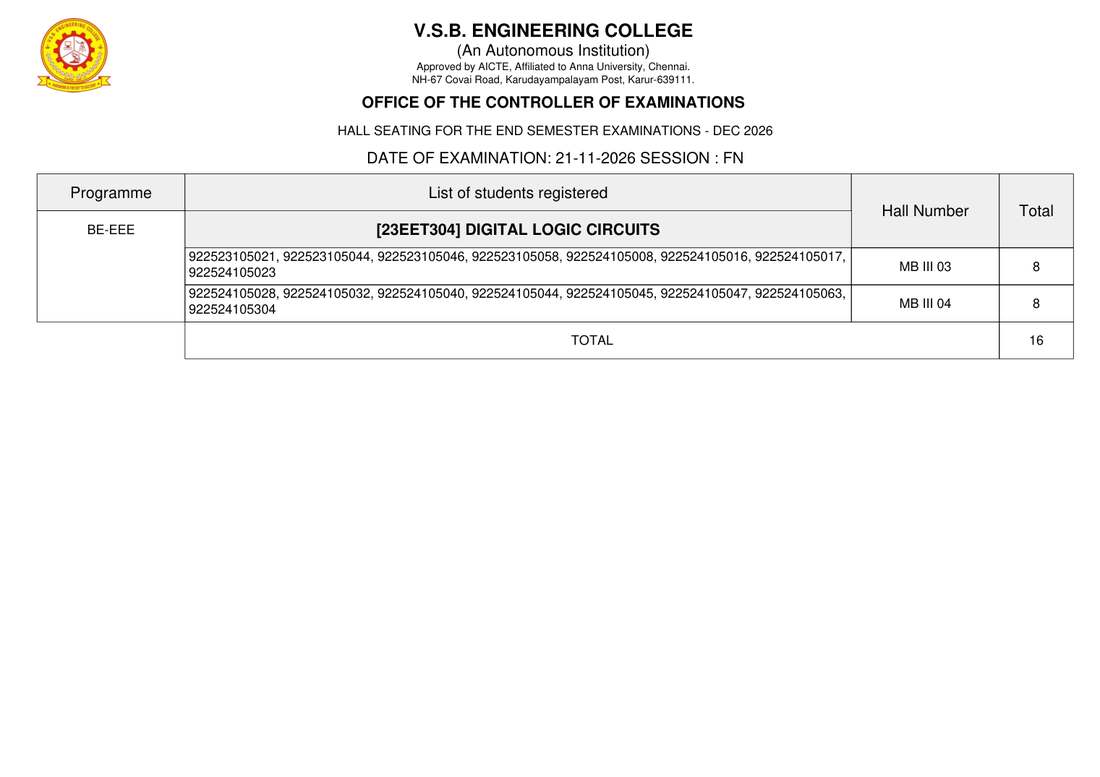 V.S.B. ENGINEERING COLLEGE
(An Autonomous Institution)
Approved by AICTE, Affiliated to Anna University, Chennai.
NH-67 Covai Road, Karudayampalayam Post, Karur-639111.
OFFICE OF THE CONTROLLER OF EXAMINATIONS
HALL SEATING FOR THE END SEMESTER EXAMINATIONS - DEC 2026
DATE OF EXAMINATION: 21-11-2026 SESSION : FN
Programme
List of students registered
Hall Number
Total
BE-EEE
[23EET304] DIGITAL LOGIC CIRCUITS
922523105021, 922523105044, 922523105046, 922523105058, 922524105008, 922524105016, 922524105017,
922524105023
MB III 03
8
922524105028, 922524105032, 922524105040, 922524105044, 922524105045, 922524105047, 922524105063,
922524105304
MB III 04
8
TOTAL
16